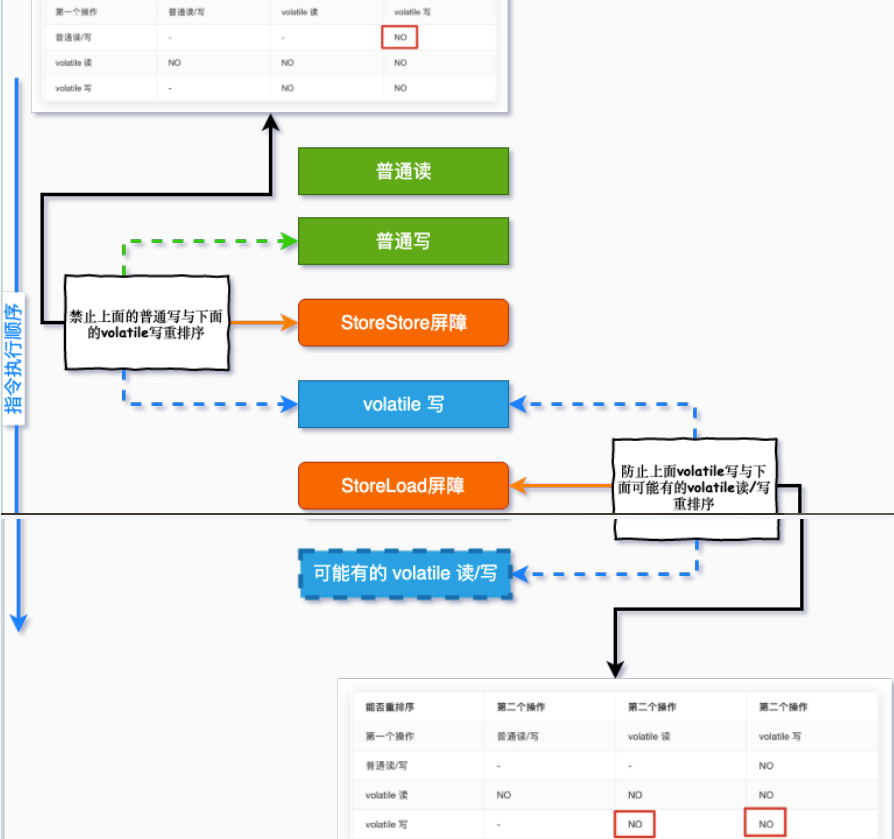 第一个操作 普通读/写 volatile 读 volatile 写
普通读/写 - - NO
volatile 读 NO NO NO
volatile 写 - NO NO
普通读
普通写
禁止上面的普通写与下面
的volatile写重排序
StoreStore屏障
指令执行顺序
volatile 写
防止上面volatile写与下
面可能有的volatile读/写
重排序
StoreLoad屏障
可能有的 volatile 读/写
能否重排序 第二个操作 第二个操作 第二个操作
第一个操作 普通读/写 volatile 读 volatile 写
普通读/写 - - NO
volatile 读 NO NO NO
volatile 写 - NO NO